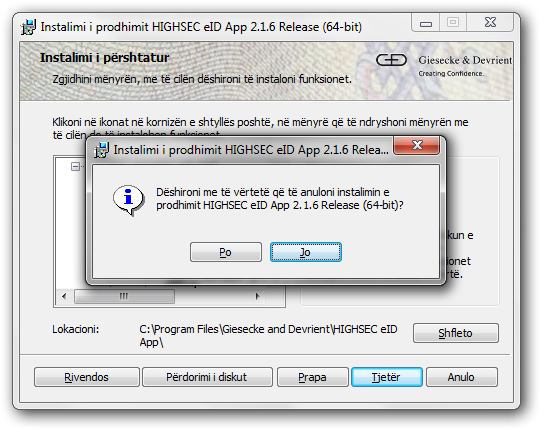 Instalimi i prodhimit HIGHSEC eID App 2.1.6 Release (64-bit)
Instalimi i përshtatur
Zgjidhni mënyrën, me të cilën dëshironi të instaloni funksionet.
Giesecke & Devrient
Creating Confidence.
Klikoni në ikonat në kornizën e shtyllës poshtë, në mënyrë që të ndryshoni mënyrën me
të cilën do të instalohen funksionet
Instalimi i prodhimit HIGHSEC eID App 2.1.6 Relea...
Dëshironi me të vërtetë që të anuloni instalimin e
prodhimit HIGHSEC eID App 2.1.6 Release (64-bit)?
Po
Jo
Lokacioni:
C:\Program Files\Giesecke and Devrient\HIGHSEC eID
App\
Shfleto
Rivendos
Përdorimi i diskut
Prapa
Tjetër
Anulo